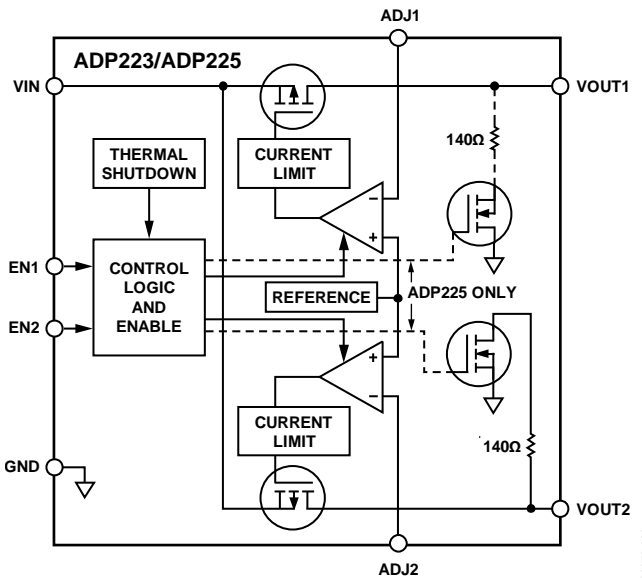 ADJ1
ADP223/ADP225
VIN
VOUT1
140Ω
THERMAL
SHUTDOWN
CURRENT
LIMIT
–
+
EN1
CONTROL
LOGIC
AND
ENABLE
ADP225 ONLY
REFERENCE
EN2
+
–
CURRENT
LIMIT
140Ω
GND
VOUT2
ADJ2